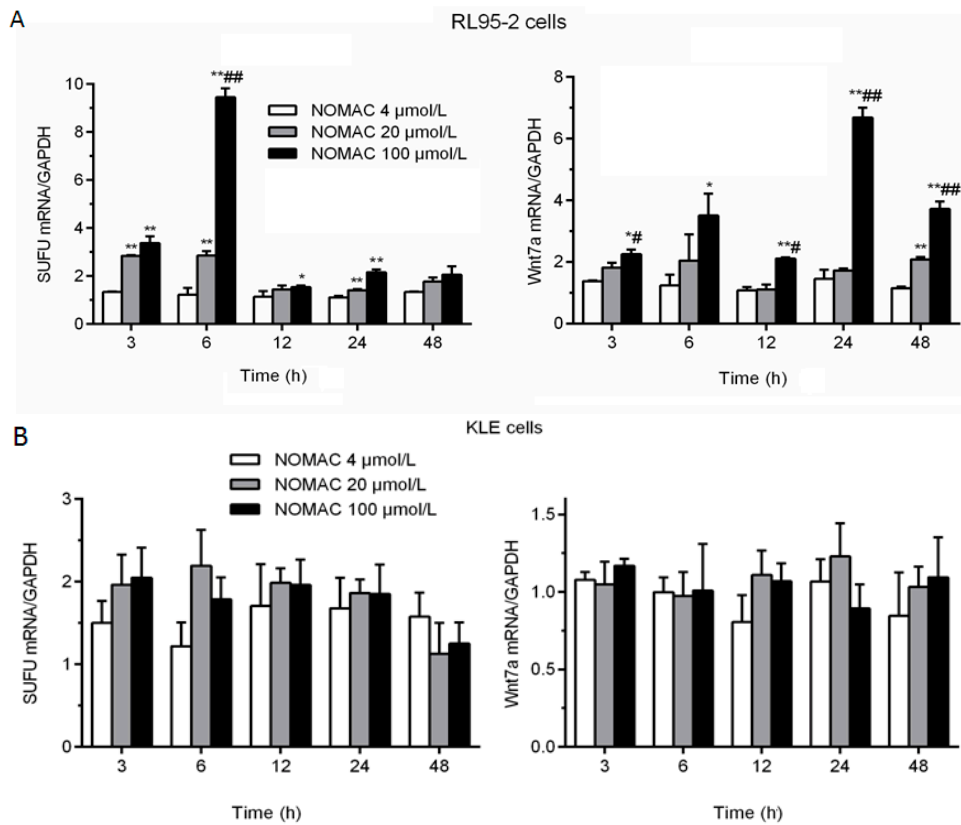 A
RL95-2 cells
SUFU mRNA/GAPDH
10
8
6
4
2
0
**
**
**
**##
*
**
**
NOMAC 4 μmol/L
NOMAC 20 μmol/L
NOMAC 100 μmol/L
3 6 12 24 48
Time (h)
Wnt7a mRNA/GAPDH
8
6
4
2
0
*#
*
**#
**##
**
**##
3 6 12 24 48
Time (h)
B
KLE cells
NOMAC 4 μmol/L
NOMAC 20 μmol/L
NOMAC 100 μmol/L
SUFU mRNA/GAPDH
3
2
1
0
3 6 12 24 48
Time (h)
Wnt7a mRNA/GAPDH
1.5
1.0
0.5
0.0
3 6 12 24 48
Time (h)